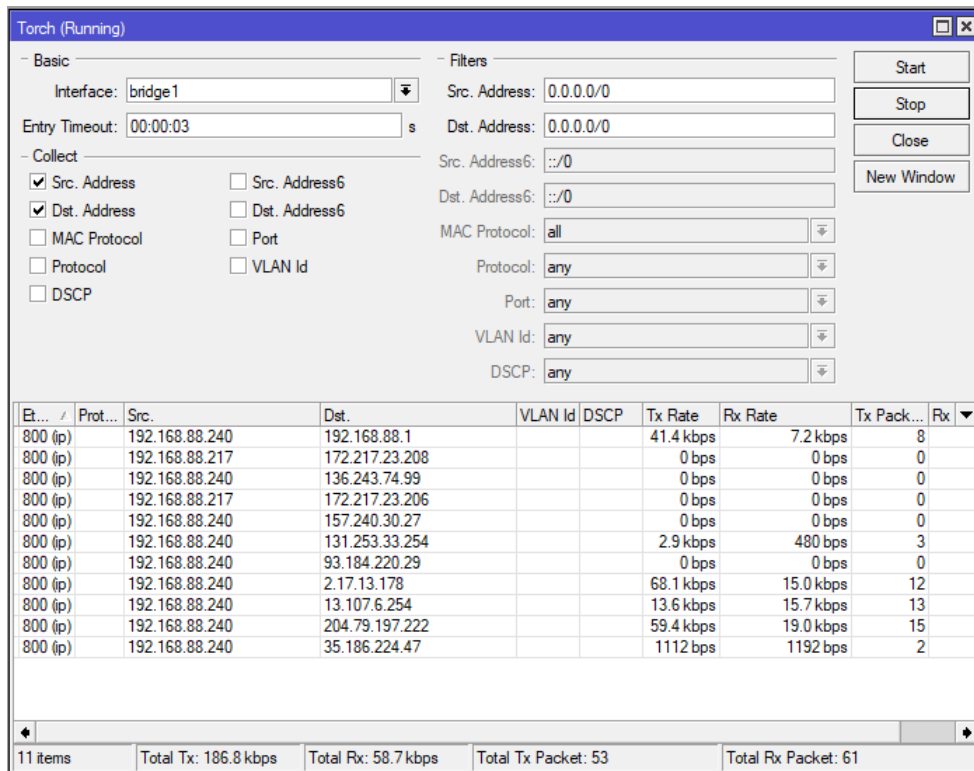 Torch (Running)
Basic
Interface: bridge1
Entry Timeout: 00:00:03 s
Collect
Src. Address Src. Address6
Dst. Address Dst. Address6
MAC Protocol Port
Protocol VLAN Id
DSCP
Filters
Src. Address: 0.0.0.0/0
Dst. Address: 0.0.0.0/0
Src. Address6: ::/0
Dst. Address6: ::/0
MAC Protocol: all
Protocol: any
Port: any
VLAN Id: any
DSCP: any
Start
Stop
Close
New Window
Et... Prot... Src. Dst. VLAN Id DSCP Tx Rate Rx Rate Tx Pack... Rx
800 (ip) 192.168.88.240 192.168.88.1 41.4 kbps 7.2 kbps 8
800 (ip) 192.168.88.217 172.217.23.208 0 bps 0 bps 0
800 (ip) 192.168.88.240 136.243.74.99 0 bps 0 bps 0
800 (ip) 192.168.88.217 172.217.23.206 0 bps 0 bps 0
800 (ip) 192.168.88.240 157.240.30.27 0 bps 0 bps 0
800 (ip) 192.168.88.240 131.253.33.254 2.9 kbps 480 bps 3
800 (ip) 192.168.88.240 93.184.220.29 0 bps 0 bps 0
800 (ip) 192.168.88.240 2.17.13.178 68.1 kbps 15.0 kbps 12
800 (ip) 192.168.88.240 13.107.6.254 13.6 kbps 15.7 kbps 13
800 (ip) 192.168.88.240 204.79.197.222 59.4 kbps 19.0 kbps 15
800 (ip) 192.168.88.240 35.186.224.47 1112 bps 1192 bps 2
11 items Total Tx: 186.8 kbps Total Rx: 58.7 kbps Total Tx Packet: 53 Total Rx Packet: 61